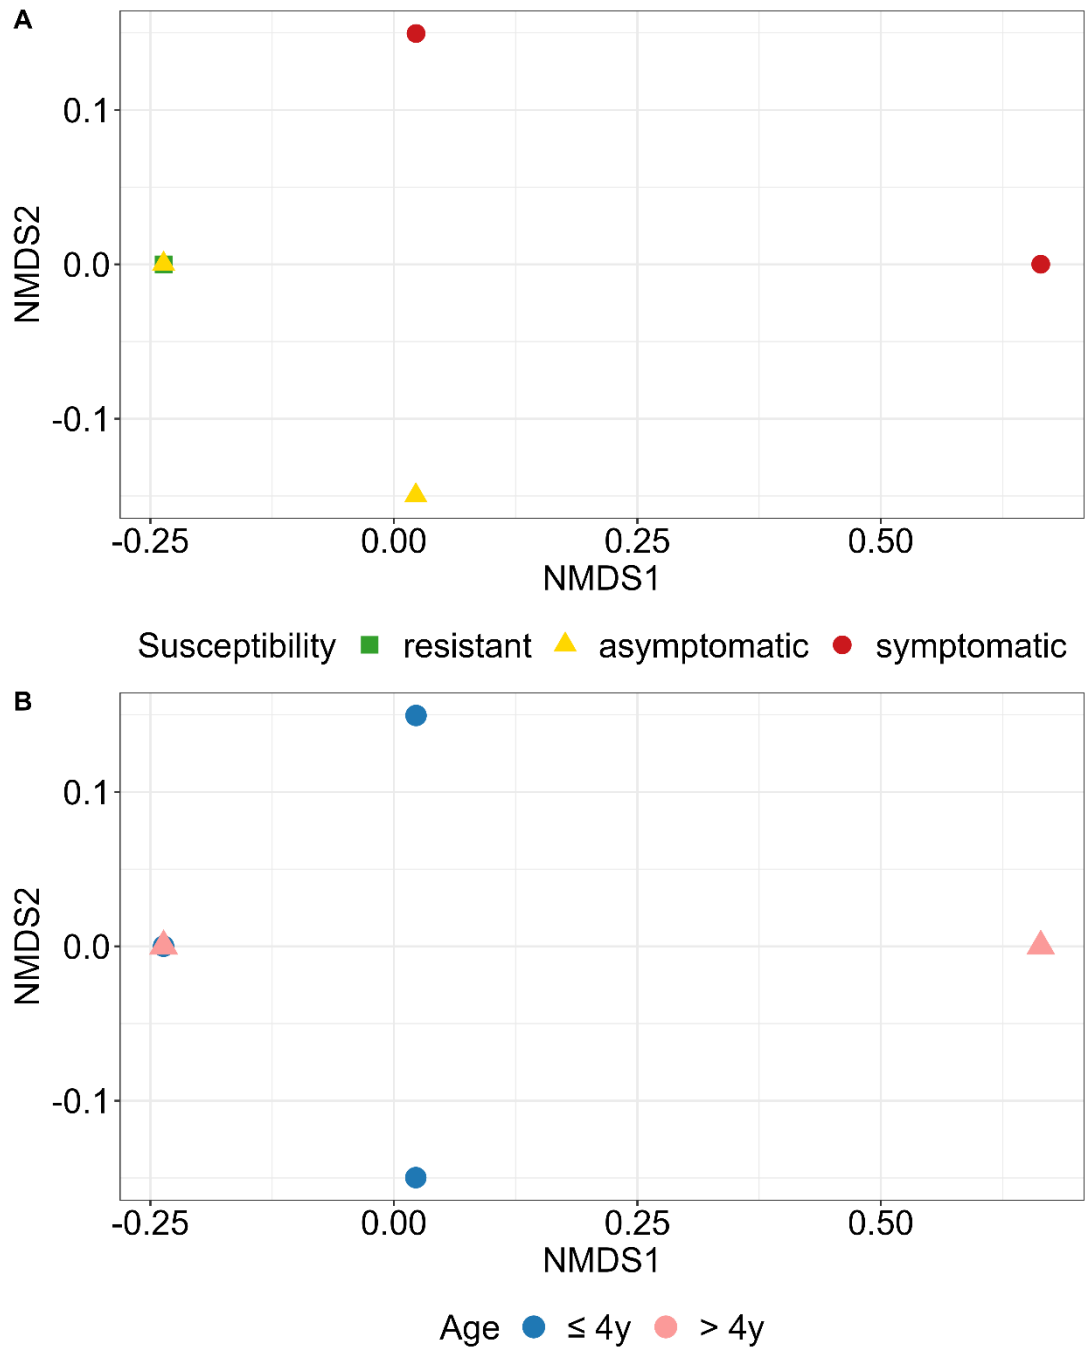 A
0.1
0.0
-0.1
NMDS2
-0.25 0.00 0.25 0.50
NMDS1
Susceptibility resistant asymptomatic symptomatic
B
0.1
0.0
-0.1
NMDS2
-0.25 0.00 0.25 0.50
NMDS1
Age ≤ 4y > 4y